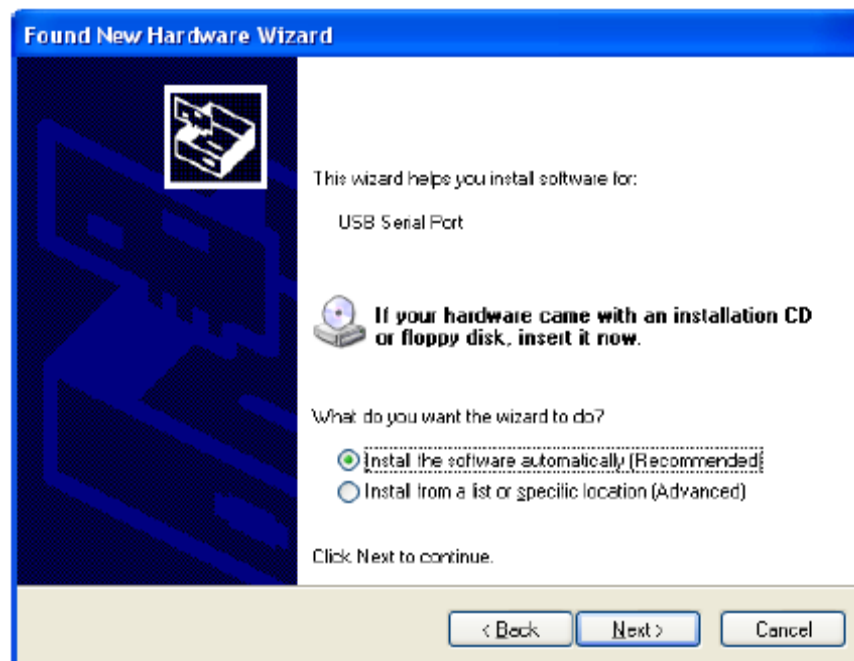 Found New Hardware Wizard
This wizard helps you install software for:
USB Serial Port
If your hardware came with an installation CD
or floppy disk, insert it now.
What do you want the wizard to do?
Install the software automatically (Recommended)
Install from a list or specific location (Advanced)
Click Next to continue.
< Back
Next >
Cancel